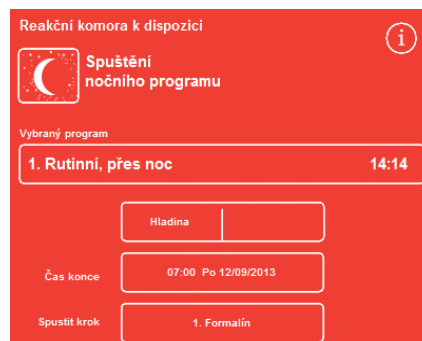 Reakční komora k dispozici
Spuštění
nočního programu
Vybraný program
1. Rutinní, přes noc 14:14
Hladina
Čas konce 07:00 Po 12/09/2013
Spustit krok 1. Formalín